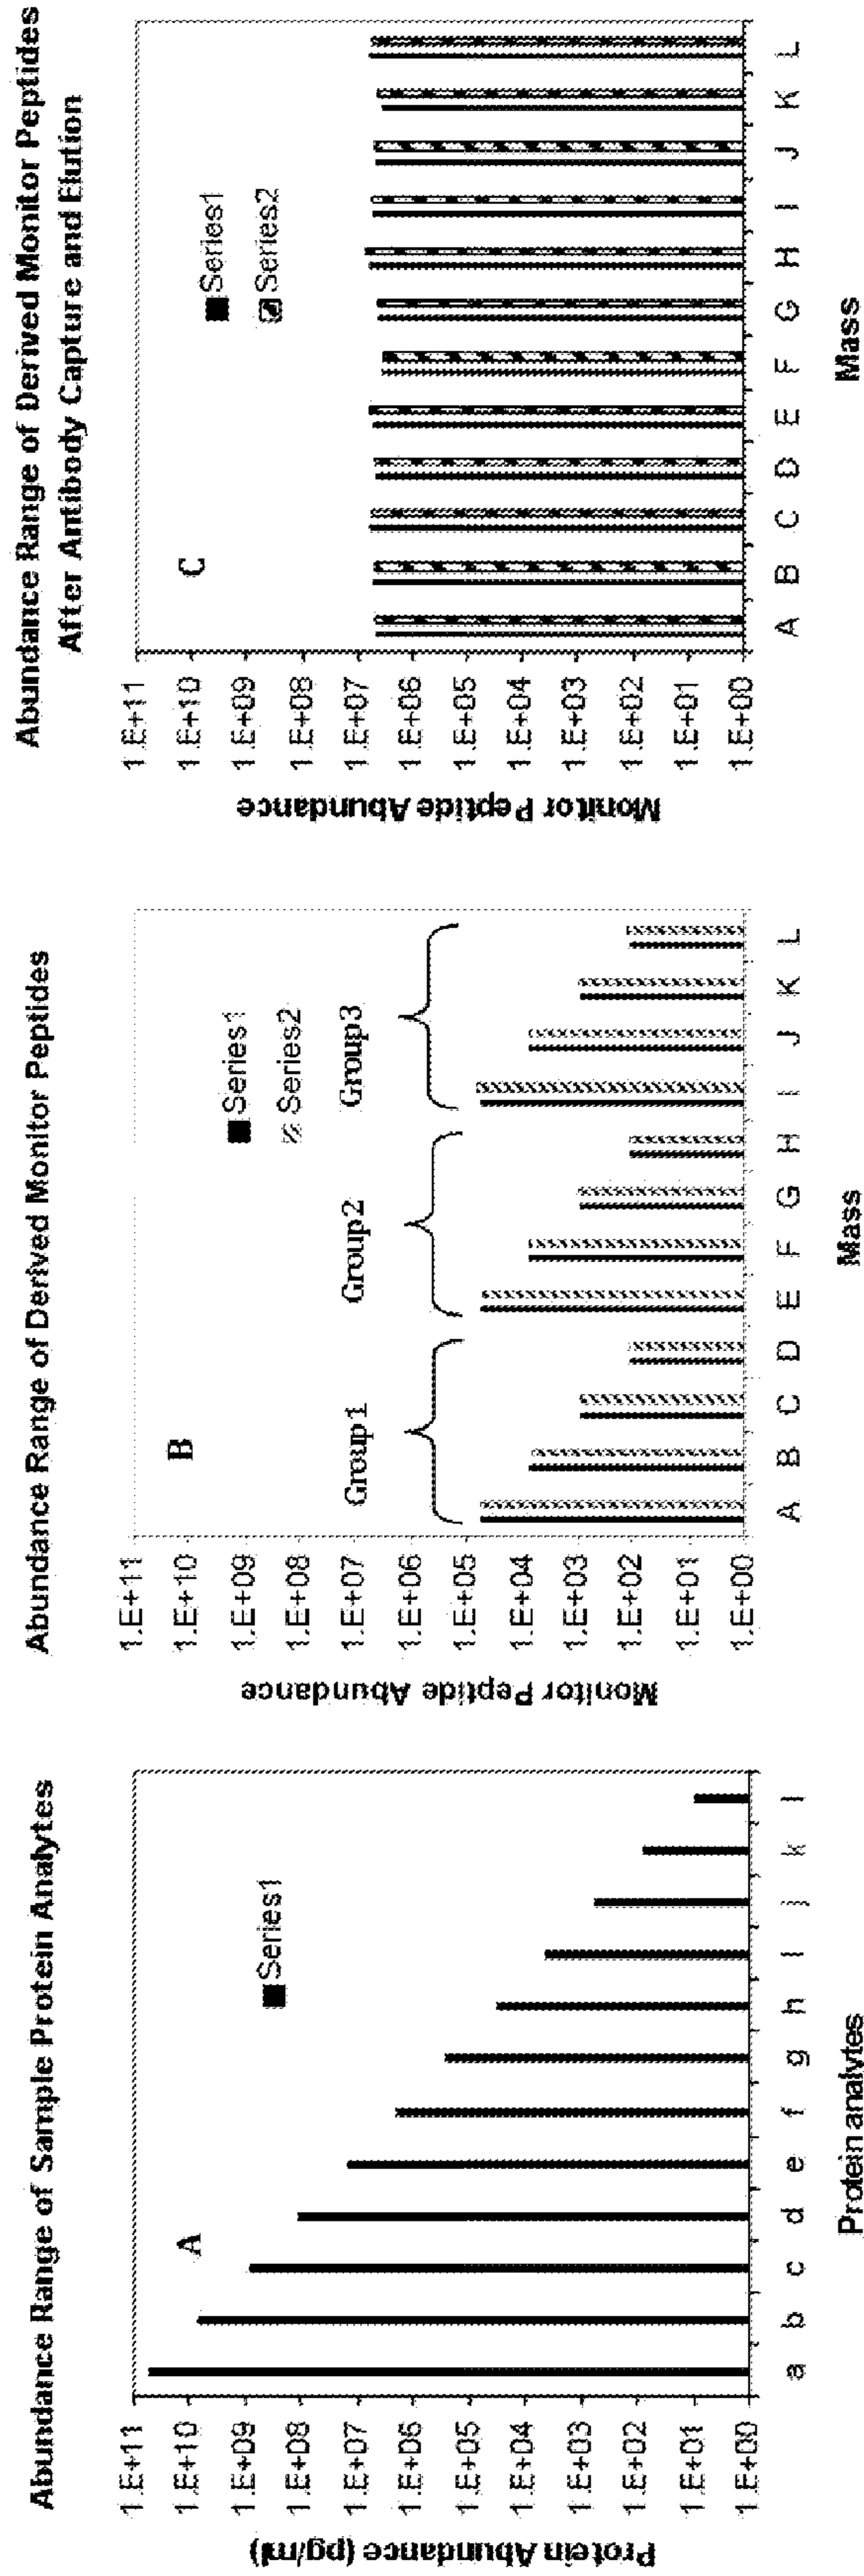 Abundance Range of Sample Protein Analytes
A
Series1
Protein Abundance (pg/ml)
1.E+11
1.E+10
1.E+09
1.E+08
1.E+07
1.E+06
1.E+05
1.E+04
1.E+03
1.E+02
1.E+01
1.E+00
a b c d e f g h i j k l
Protein analytes
Abundance Range of Derived Monitor Peptides
B
Series1
Series2
Group1 Group2 Group3
Monitor Peptide Abundance
1.E+11
1.E+10
1.E+09
1.E+08
1.E+07
1.E+06
1.E+05
1.E+04
1.E+03
1.E+02
1.E+01
1.E+00
A B C D E F G H I J K L
Mass
Abundance Range of Derived Monitor Peptides
After Antibody Capture and Elution
C
Series1
Series2
Monitor Peptide Abundance
1.E+11
1.E+10
1.E+09
1.E+08
1.E+07
1.E+06
1.E+05
1.E+04
1.E+03
1.E+02
1.E+01
1.E+00
A B C D E F G H I J K L
Mass